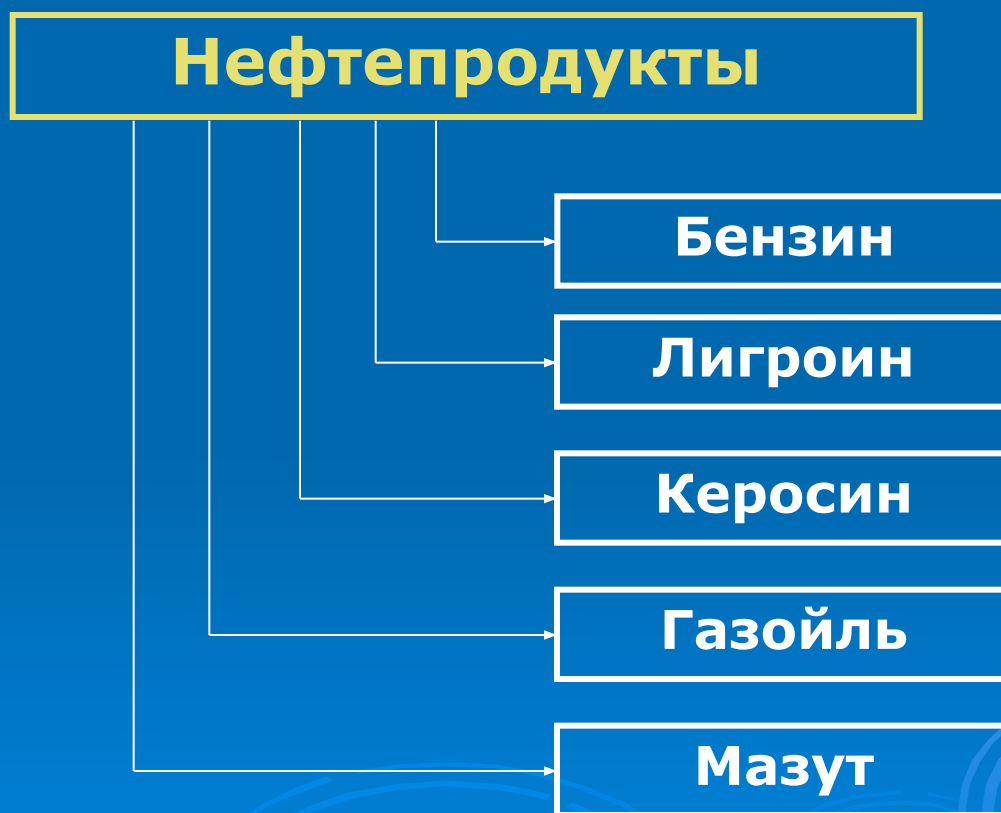 Нефтепродукты
Бензин
Лигроин
Керосин
Газойль
Мазут